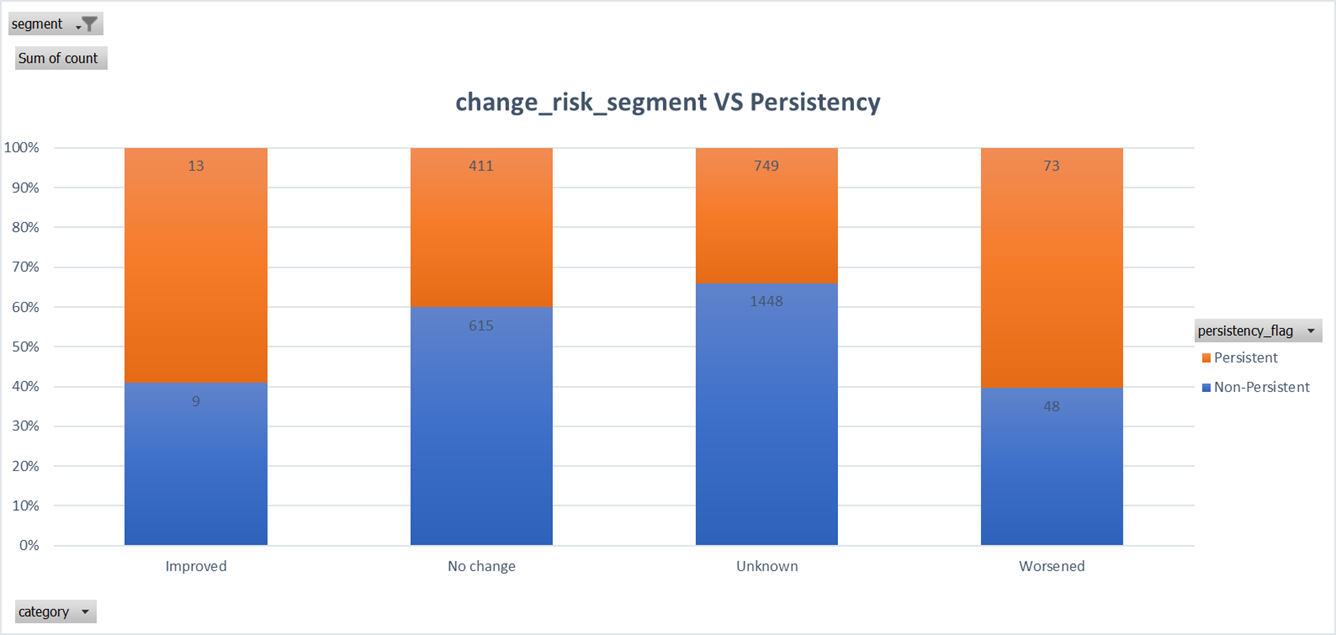 segment
Sum of count
change_risk_segment VS Persistency
100%
90%
80%
70%
60%
50%
40%
30%
20%
10%
0%
13
411
749
73
9
615
1448
48
Improved
No change
Unknown
Worsened
persistency_flag
Persistent
Non-Persistent
category